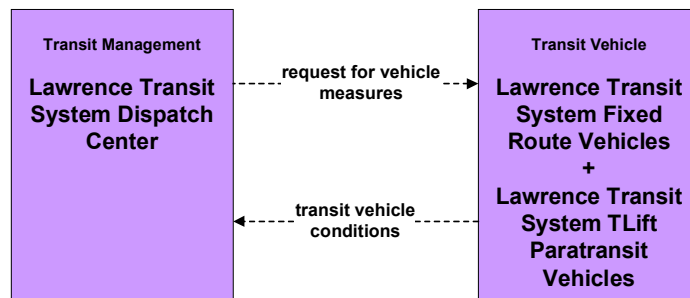 Transit Management
Lawrence Transit
System Dispatch
Center
request for vehicle
measures
transit vehicle
conditions
Transit Vehicle
Lawrence Transit
System Fixed
Route Vehicles
+
Lawrence Transit
System TLift
Paratransit
Vehicles